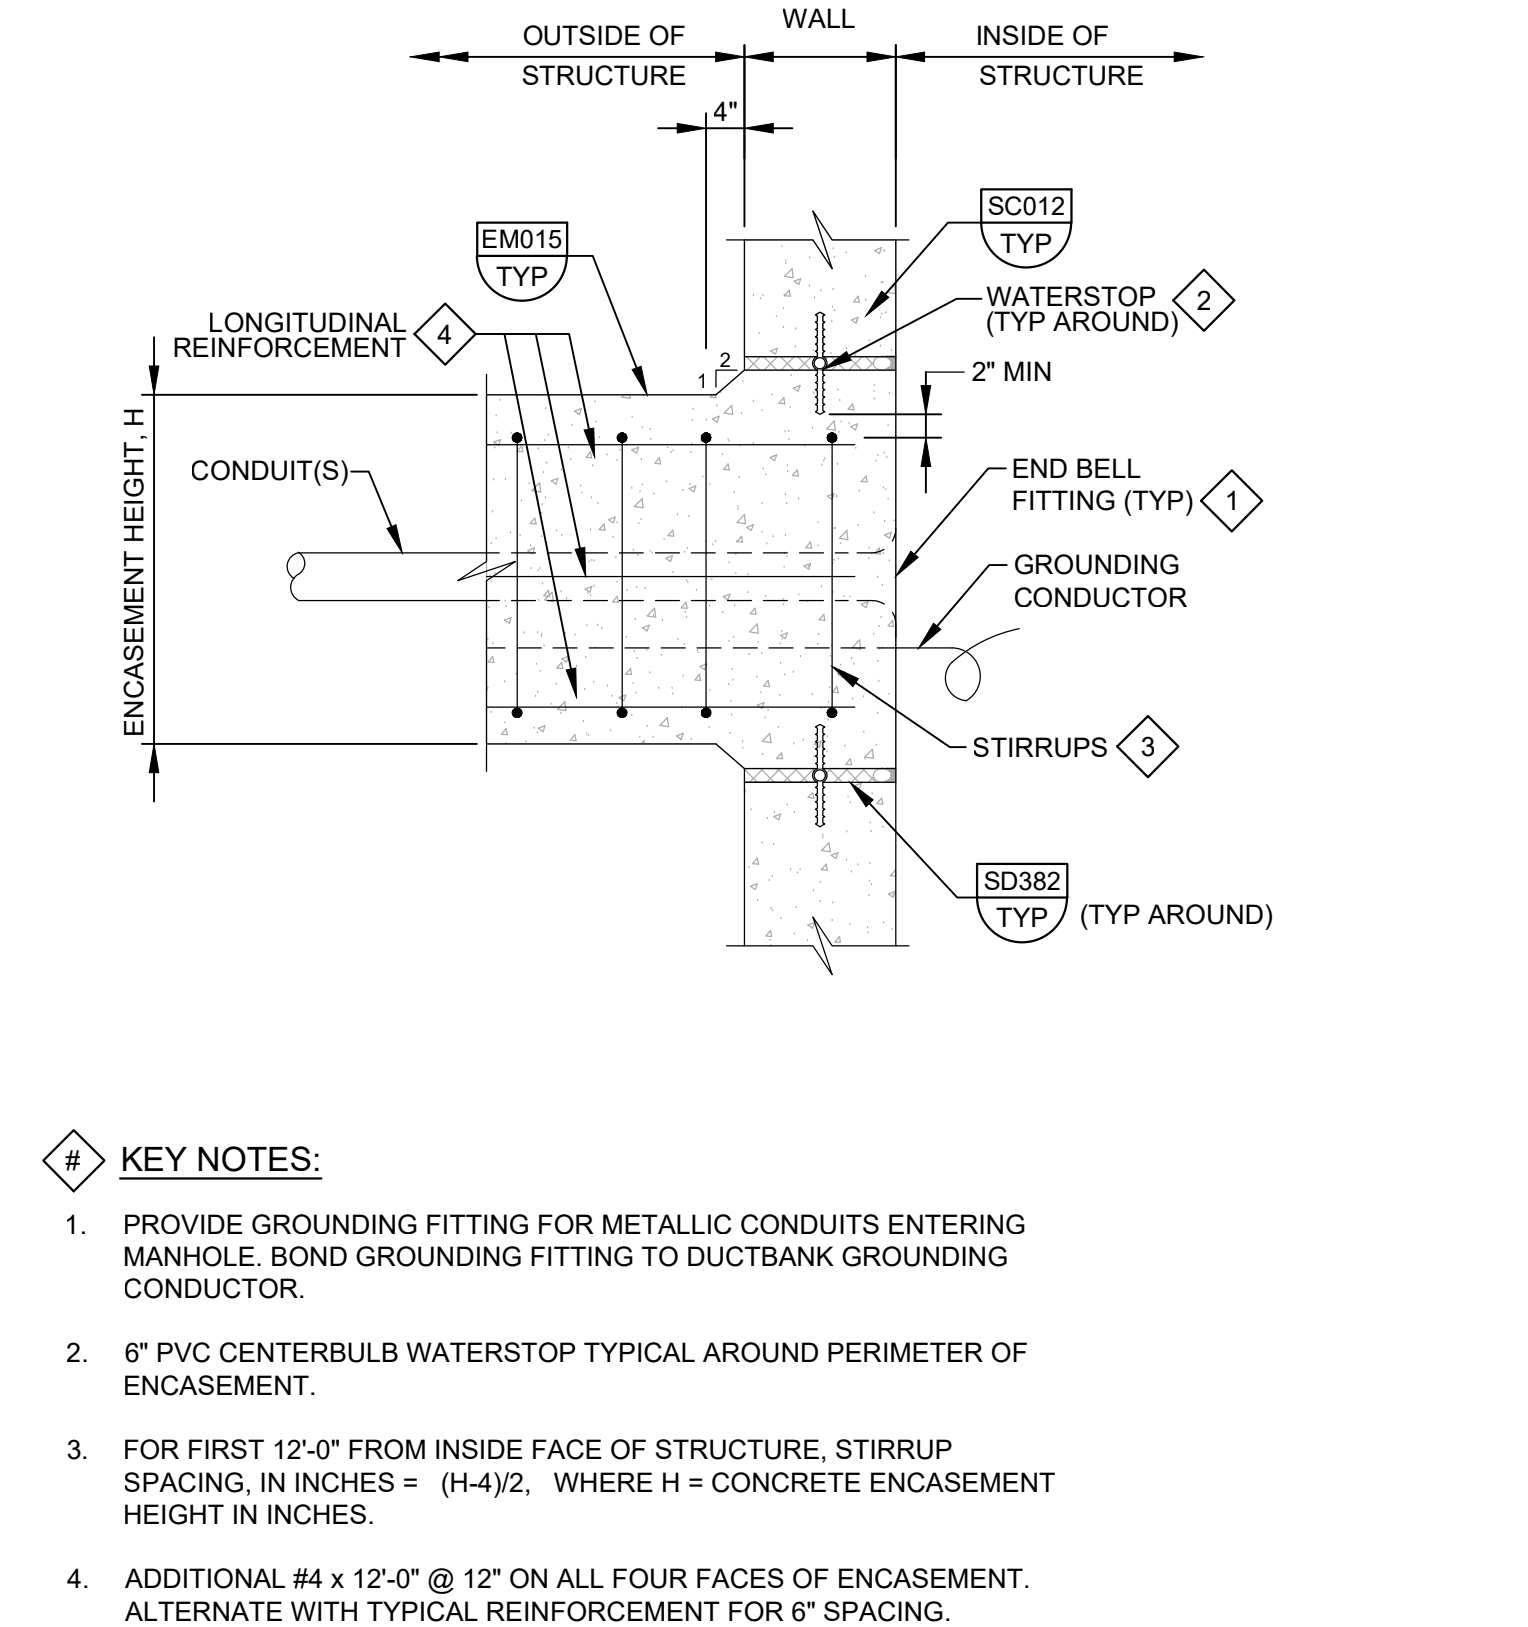 WALL
OUTSIDE OF
STRUCTURE
INSIDE OF
STRUCTURE
4"
EM015
TYP
SC012
TYP
LONGITUDINAL
REINFORCEMENT
4
WATERSTOP
(TYP AROUND)
2
2
1
2" MIN
ENCASEMENT HEIGHT, H
CONDUIT(S)
END BELL
FITTING (TYP)
1
GROUNDING
CONDUCTOR
STIRRUPS
3
SD382
TYP
(TYP AROUND)
# KEY NOTES:
1. PROVIDE GROUNDING FITTING FOR METALLIC CONDUITS ENTERING
MANHOLE. BOND GROUNDING FITTING TO DUCTBANK GROUNDING
CONDUCTOR.
2. 6" PVC CENTERBULB WATERSTOP TYPICAL AROUND PERIMETER OF
ENCASEMENT.
3. FOR FIRST 12'-0" FROM INSIDE FACE OF STRUCTURE, STIRRUP
SPACING, IN INCHES = (H-4)/2, WHERE H = CONCRETE ENCASEMENT
HEIGHT IN INCHES.
4. ADDITIONAL #4 x 12'-0" @ 12" ON ALL FOUR FACES OF ENCASEMENT.
ALTERNATE WITH TYPICAL REINFORCEMENT FOR 6" SPACING.